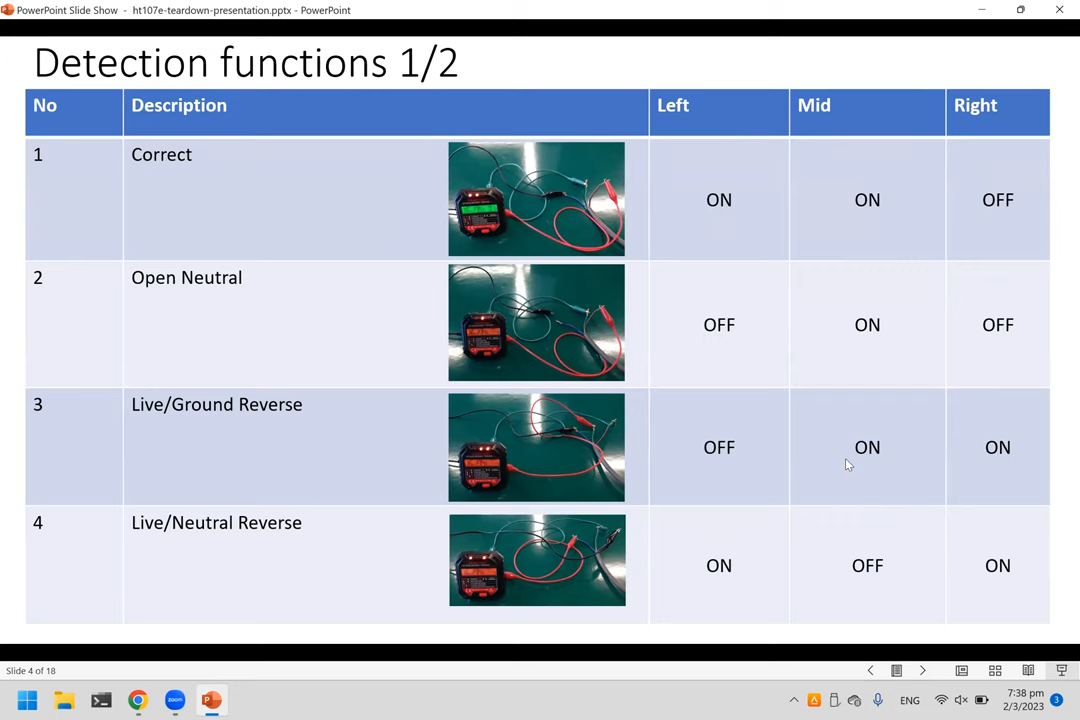 PowerPoint Slide Show - ht107e-teardown-presentation.pptx - PowerPoint
Detection functions 1/2
No Description Left Mid Right
1 Correct ON ON OFF
2 Open Neutral OFF ON OFF
3 Live/Ground Reverse OFF ON ON
4 Live/Neutral Reverse ON OFF ON
Slide 4 of 18
zoom
ENG
7:38 pm
2/3/2023
3